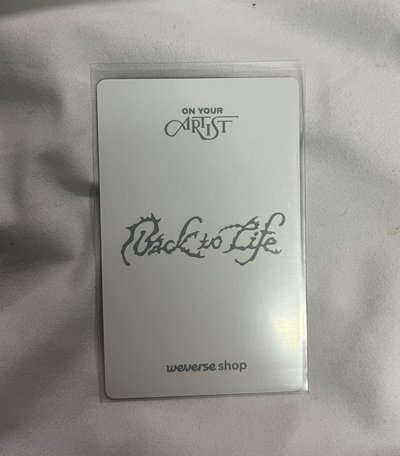 ON YOUR
ARTIST
Back to Life
weverse shop